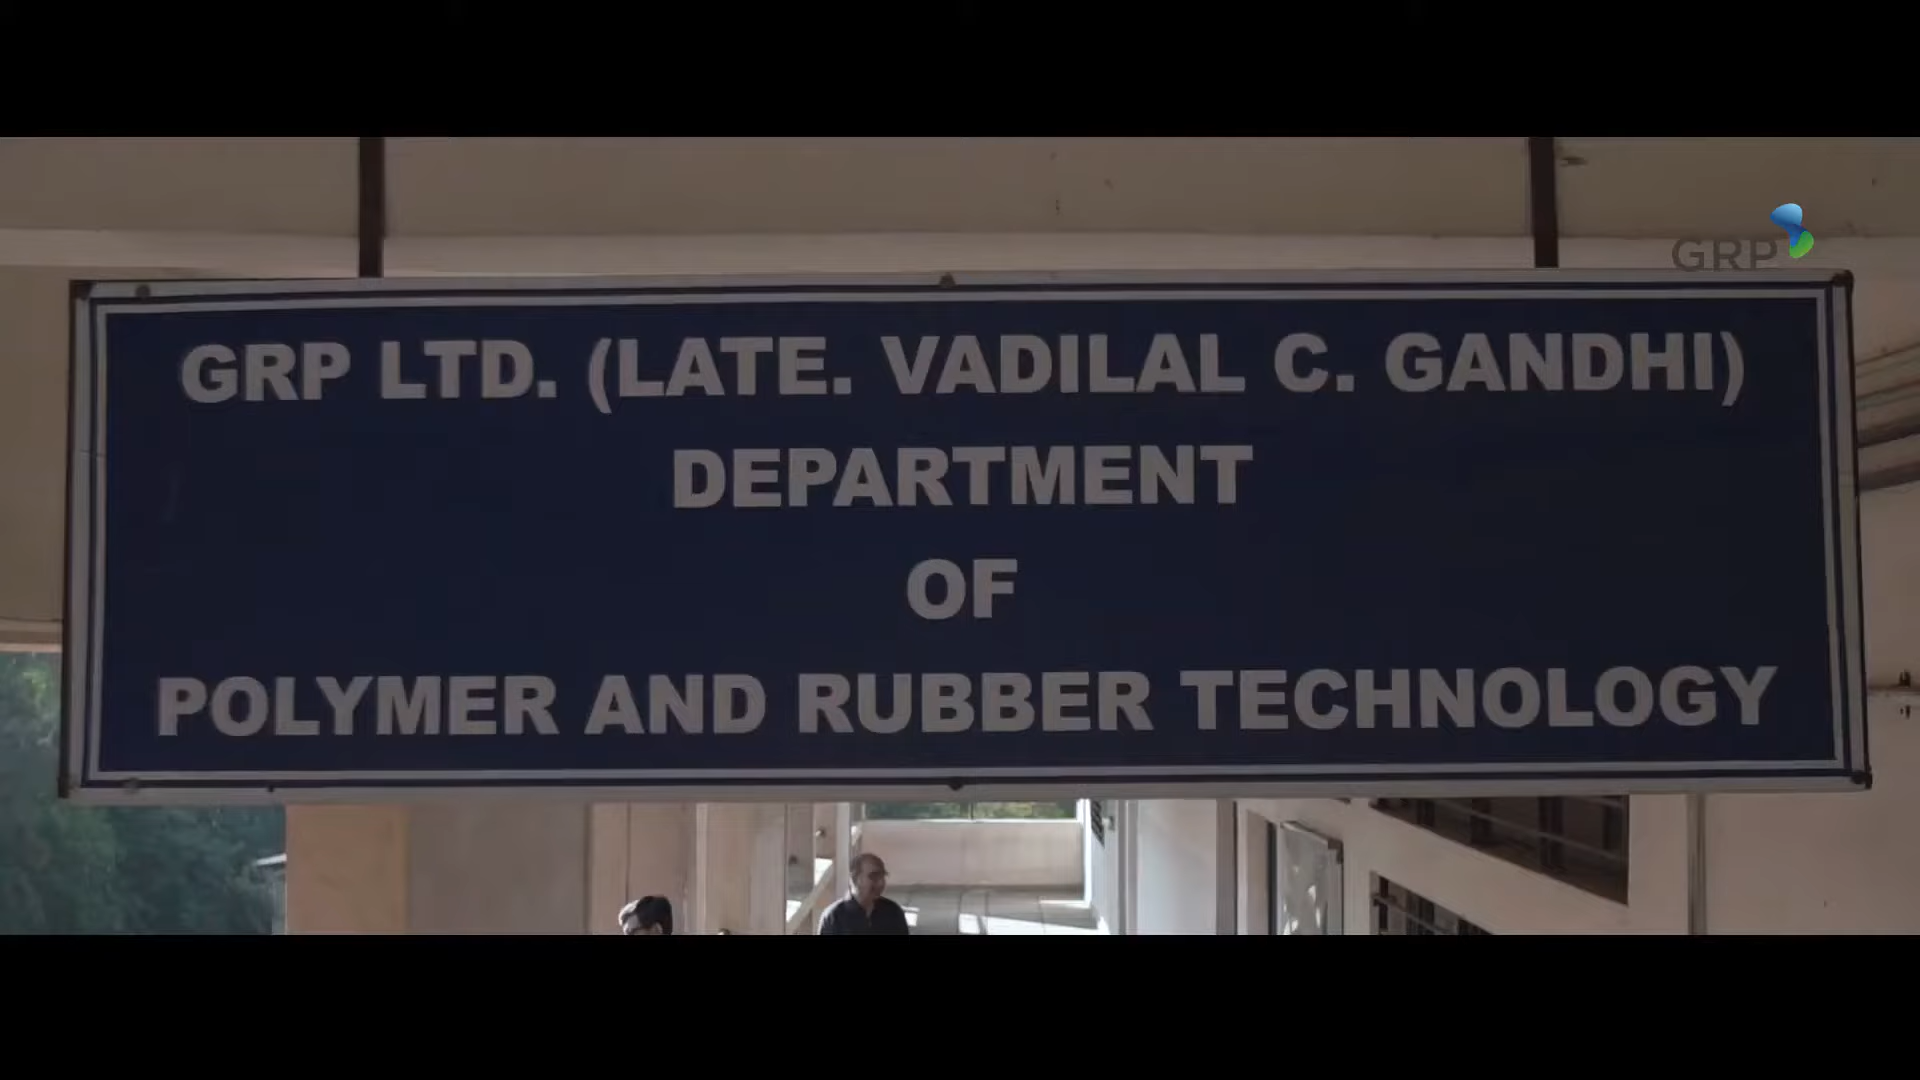 GRP
GRP LTD. (LATE. VADILAL C. GANDHI)
DEPARTMENT
OF
POLYMER AND RUBBER TECHNOLOGY